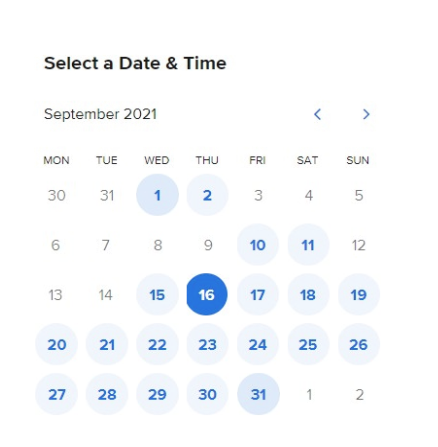 Select a Date & Time
September 2021
MON TUE WED THU FRI SAT SUN
30 31 1 2 3 4 5
6 7 8 9 10 11 12
13 14 15 16 17 18 19
20 21 22 23 24 25 26
27 28 29 30 31 1 2